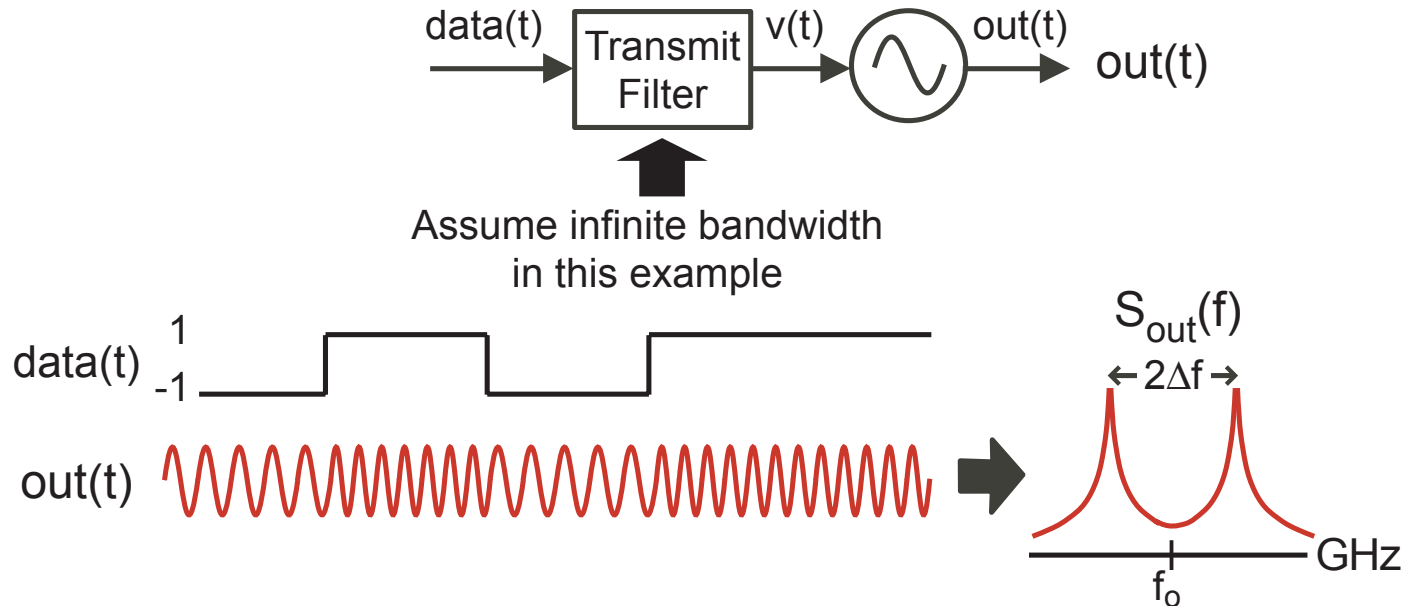 data(t)
Transmit
Filter
v(t)
out(t)
out(t)
Assume infinite bandwidth
in this example
data(t)
1
-1
out(t)
S_out(f)
2Δf
f_o
GHz